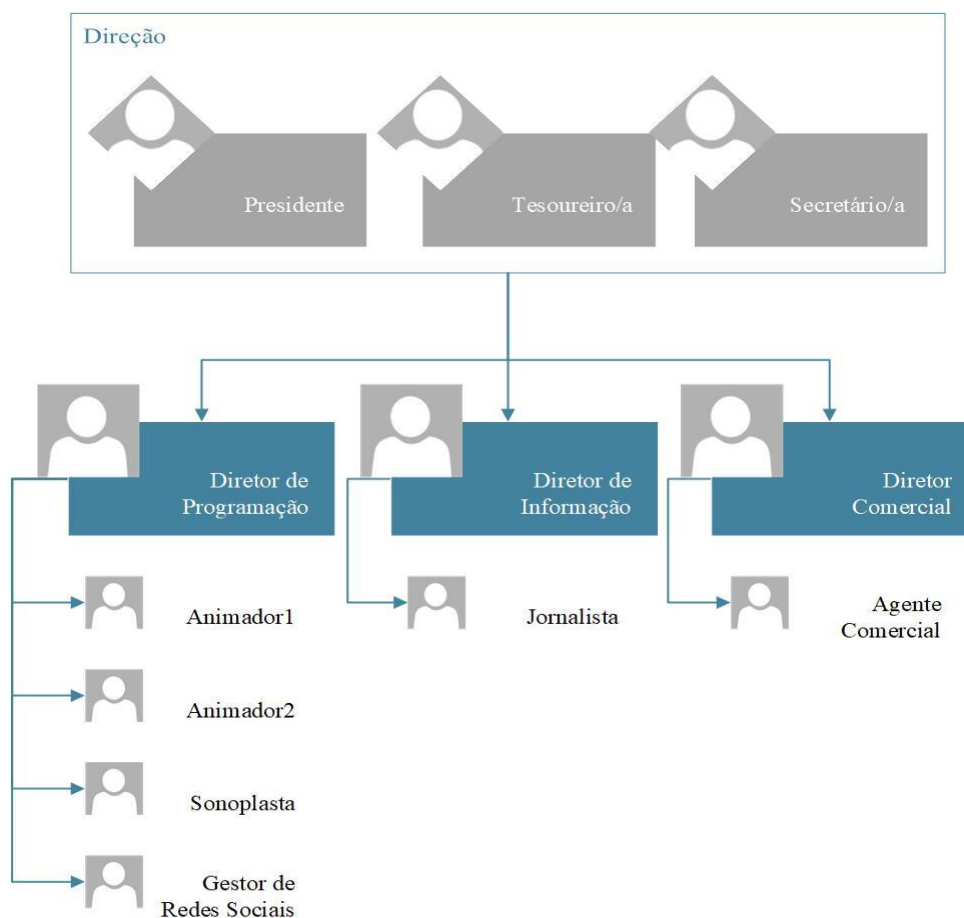 Direção
Presidente
Tesoureiro/a
Secretário/a
Diretor de
Programação
Diretor de
Informação
Diretor
Comercial
Animador1
Jornalista
Agente
Comercial
Animador2
Sonoplasta
Gestor de
Redes Sociais